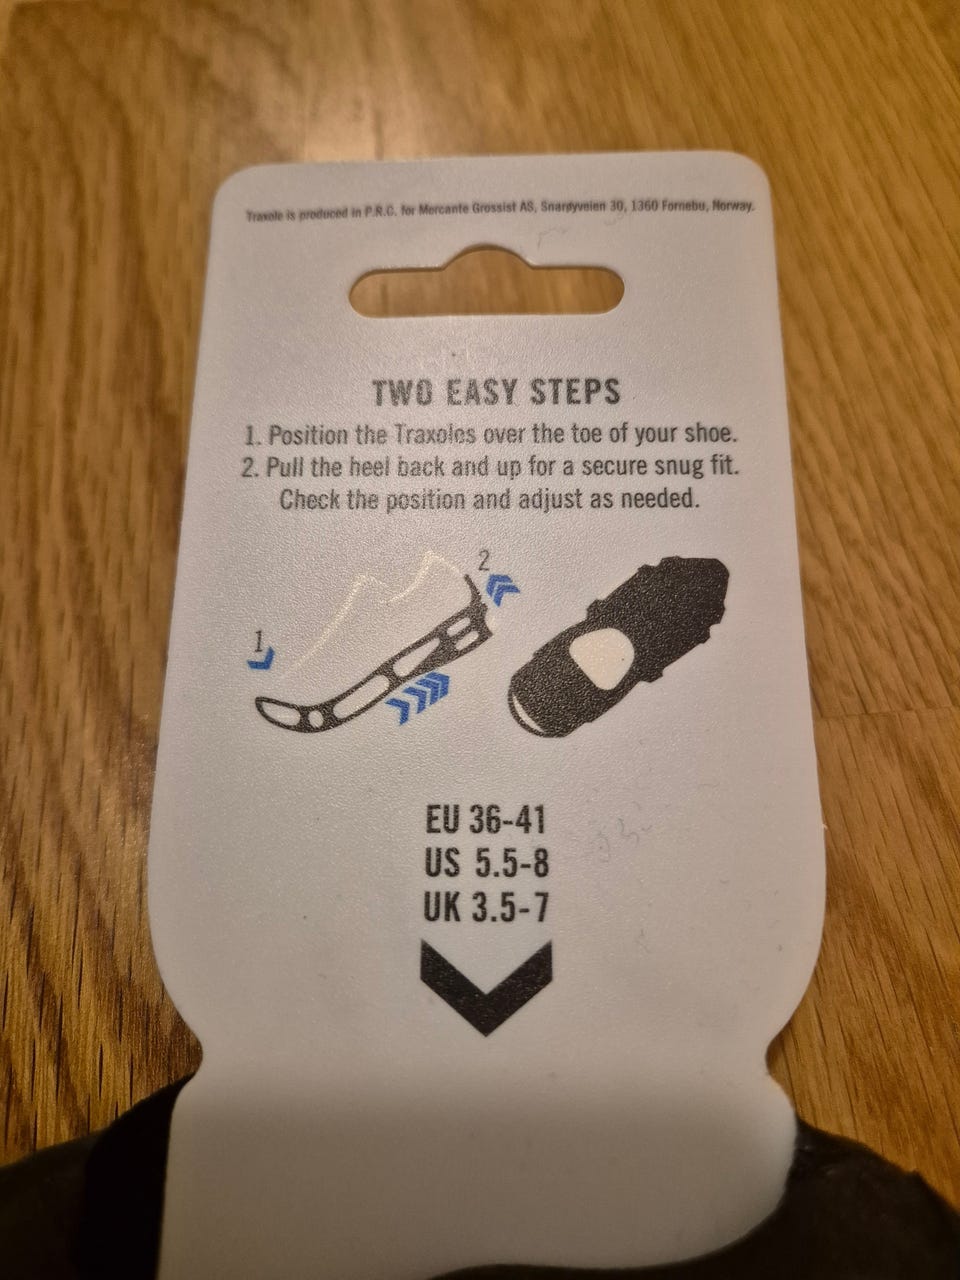 Traxole is produced in P.R.C. for Mercante Grossist AS, Snarøyveien 30, 1360 Fornebu, Norway.
TWO EASY STEPS
1. Position the Traxoles over the toe of your shoe.
2. Pull the heel back and up for a secure snug fit.
Check the position and adjust as needed.
2
1
EU 36-41
US 5.5-8
UK 3.5-7